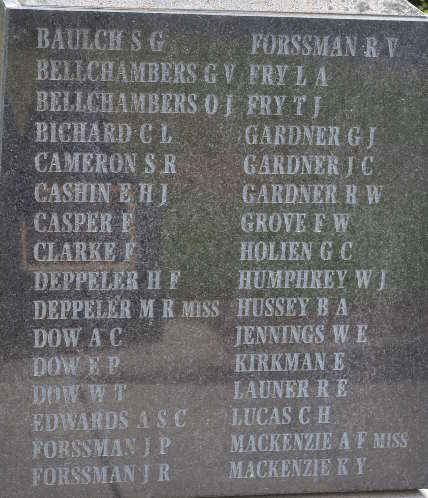 BAULCH S G
BELLCHAMBERS G V
BELLCHAMBERS O J
BICHARD C L
CAMERON S R
CASHIN E H J
CASPER F
CLARKE F
DEPPELER H F
DEPPELER M R MISS
DOW A C
DOW E P
DOW W T
EDWARDS A S C
FORSSMAN J P
FORSSMAN J R
FORSSMAN R V
FRY L A
FRY T J
GARDNER G J
GARDNER J C
GARDNER R W
GROVE F W
HOLIEN G C
HUMPHREY W J
HUSSEY B A
JENNINGS W E
KIRKMAN E
LAUNER R E
LUCAS C H
MACKENZIE A F MISS
MACKENZIE K Y